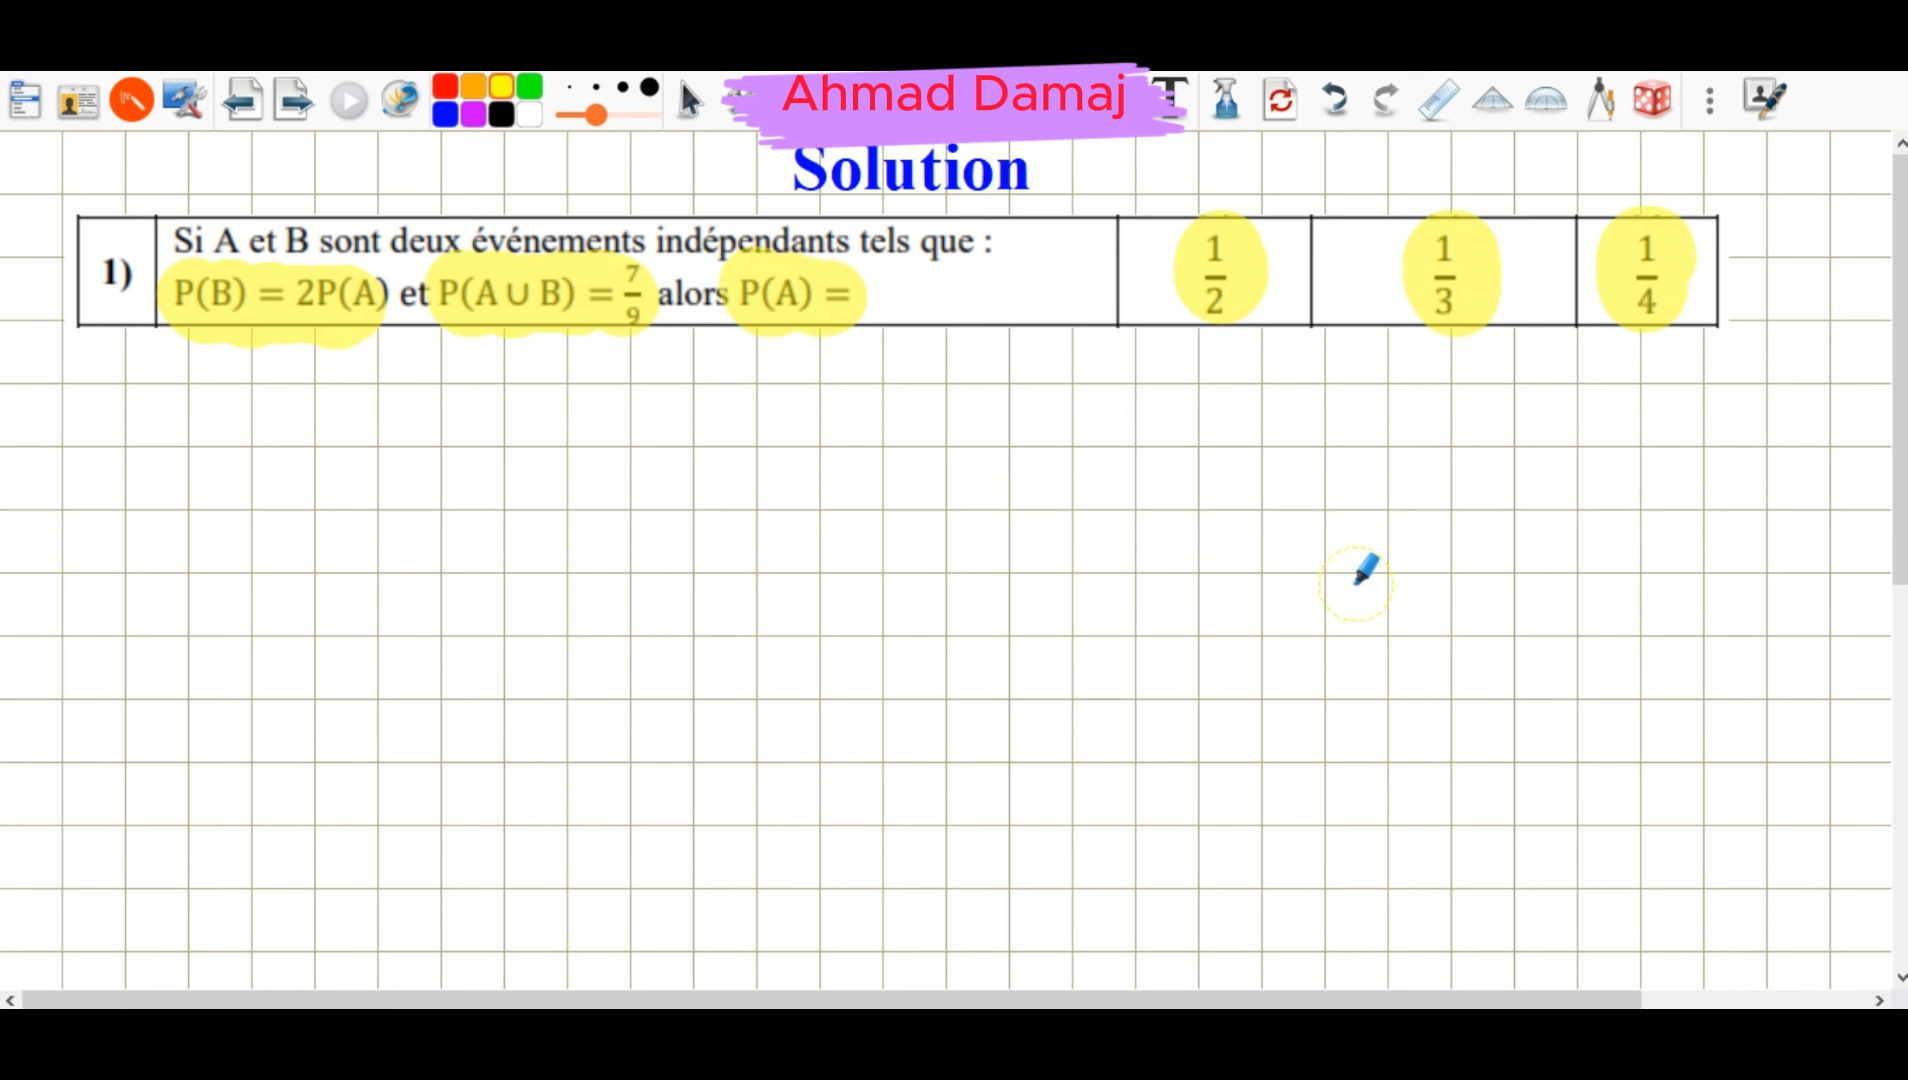 Ahmad Damaj
Solution
1)
Si A et B sont deux événements indépendants tels que :
P(B) = 2P(A) et P(A ∪ B) = 7/9 alors P(A) =
1/2
1/3
1/4